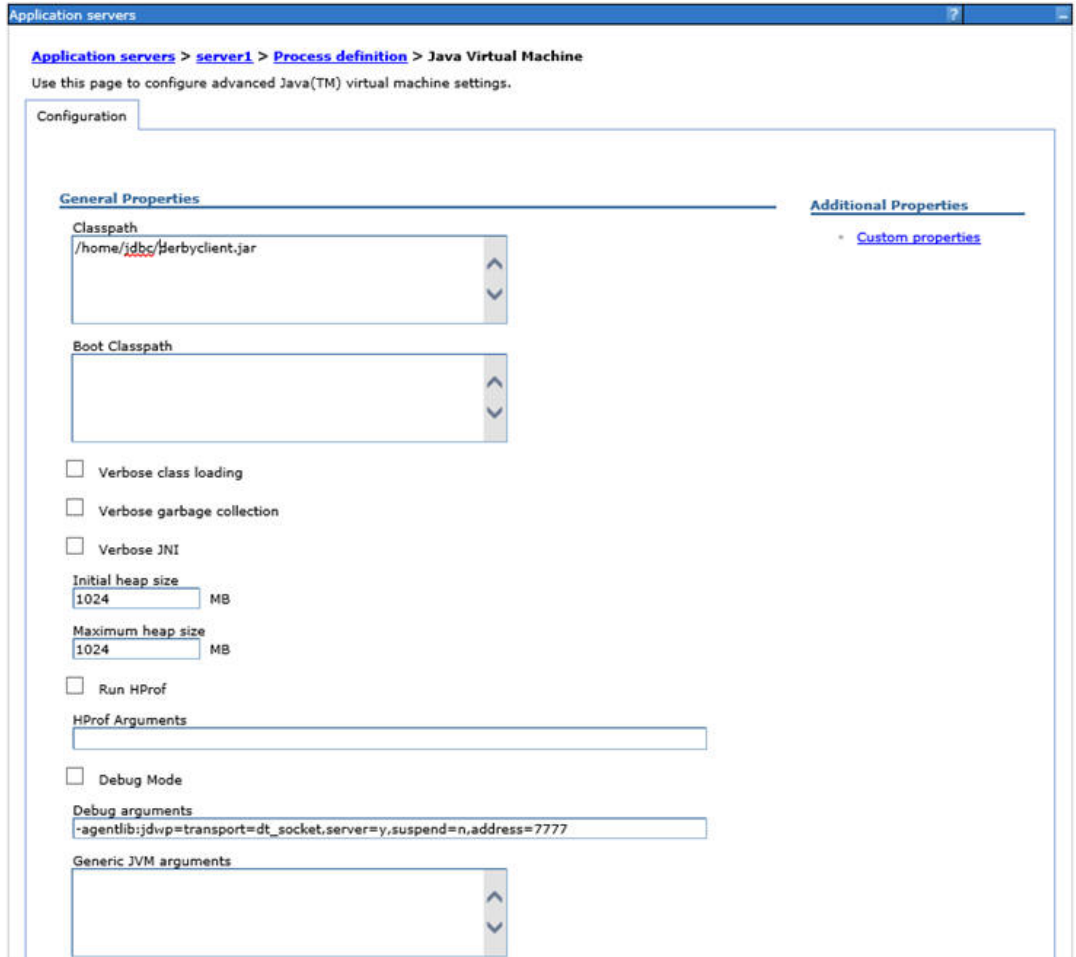 Application servers ? –
Application servers > server1 > Process definition > Java Virtual Machine
Use this page to configure advanced Java(TM) virtual machine settings.
Configuration
General Properties
Classpath
/home/jdbc/derbyclient.jar
Boot Classpath
Verbose class loading
Verbose garbage collection
Verbose JNI
Initial heap size
1024 MB
Maximum heap size
1024 MB
Run HProf
HProf Arguments
Debug Mode
Debug arguments
-agentlib:jdwp=transport=dt_socket,server=y,suspend=n,address=7777
Generic JVM arguments
Additional Properties
Custom properties